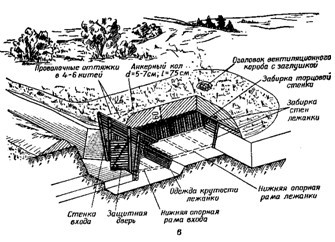 Проволочные оттяжки
в 4-6 нитей
Анкерный кол
d=5-7см; l=75см
Оголовок вентиляционного
короба с заглушкой
Забирка торцовой
стенки
Забирка
стен
лежанки
Нижняя опорная
рама лежанки
Одежда крутости
лежанки
Нижняя опорная
рама входа
Защитная
дверь
Стенка
входа
б